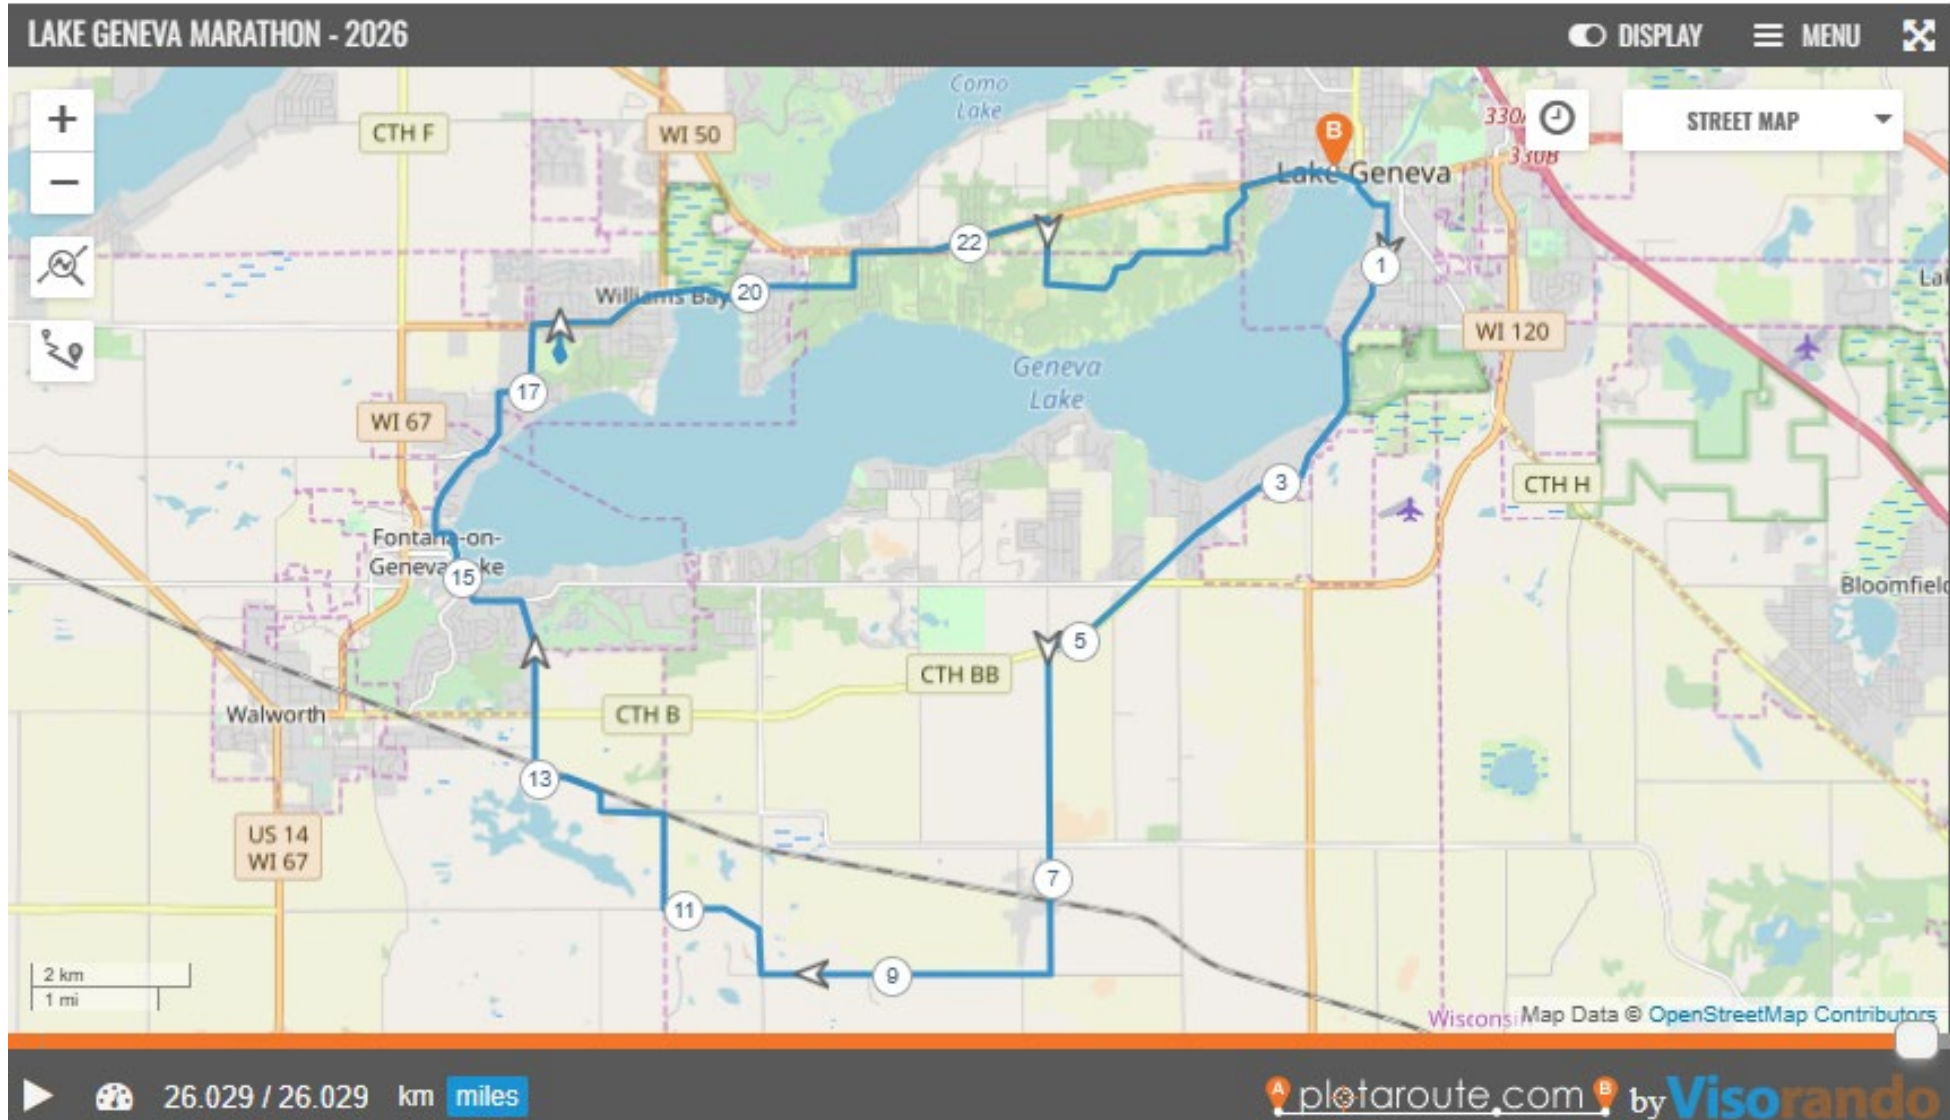 LAKE GENEVA MARATHON - 2026
DISPLAY
MENU
+
−
STREET MAP
CTH F
WI 50
Como
Lake
B
Lake Geneva
330B
22
1
Williams Bay
20
WI 120
Geneva
Lake
17
WI 67
3
CTH H
Fontana-on-
Geneva Lake
15
Bloomfield
5
CTH BB
Walworth
CTH B
13
US 14
WI 67
7
11
9
2 km
1 mi
Map Data © OpenStreetMap Contributors
26.029 / 26.029 km miles
A plotaroute.com B by Visorando